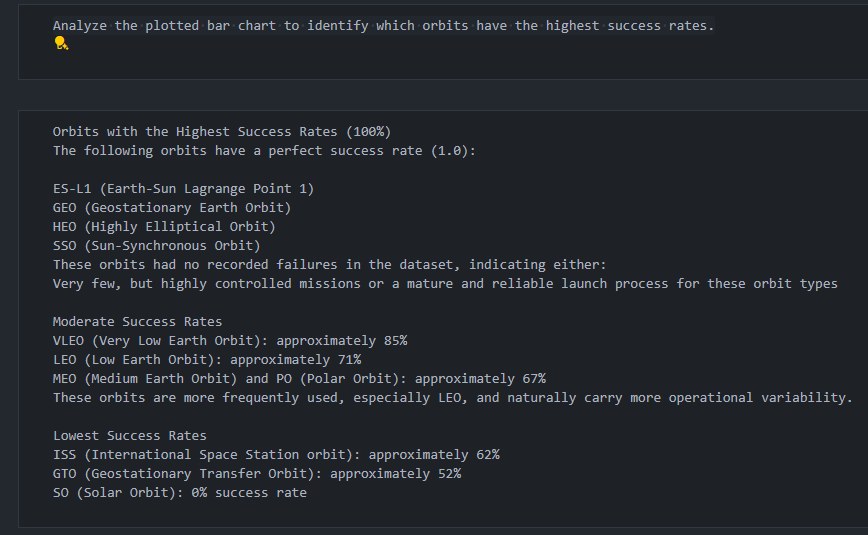 Analyze the plotted bar chart to identify which orbits have the highest success rates.
Orbits with the Highest Success Rates (100%)
The following orbits have a perfect success rate (1.0):
ES-L1 (Earth-Sun Lagrange Point 1)
GEO (Geostationary Earth Orbit)
HEO (Highly Elliptical Orbit)
SSO (Sun-Synchronous Orbit)
These orbits had no recorded failures in the dataset, indicating either:
Very few, but highly controlled missions or a mature and reliable launch process for these orbit types
Moderate Success Rates
VLEO (Very Low Earth Orbit): approximately 85%
LEO (Low Earth Orbit): approximately 71%
MEO (Medium Earth Orbit) and PO (Polar Orbit): approximately 67%
These orbits are more frequently used, especially LEO, and naturally carry more operational variability.
Lowest Success Rates
ISS (International Space Station orbit): approximately 62%
GTO (Geostationary Transfer Orbit): approximately 52%
SO (Solar Orbit): 0% success rate